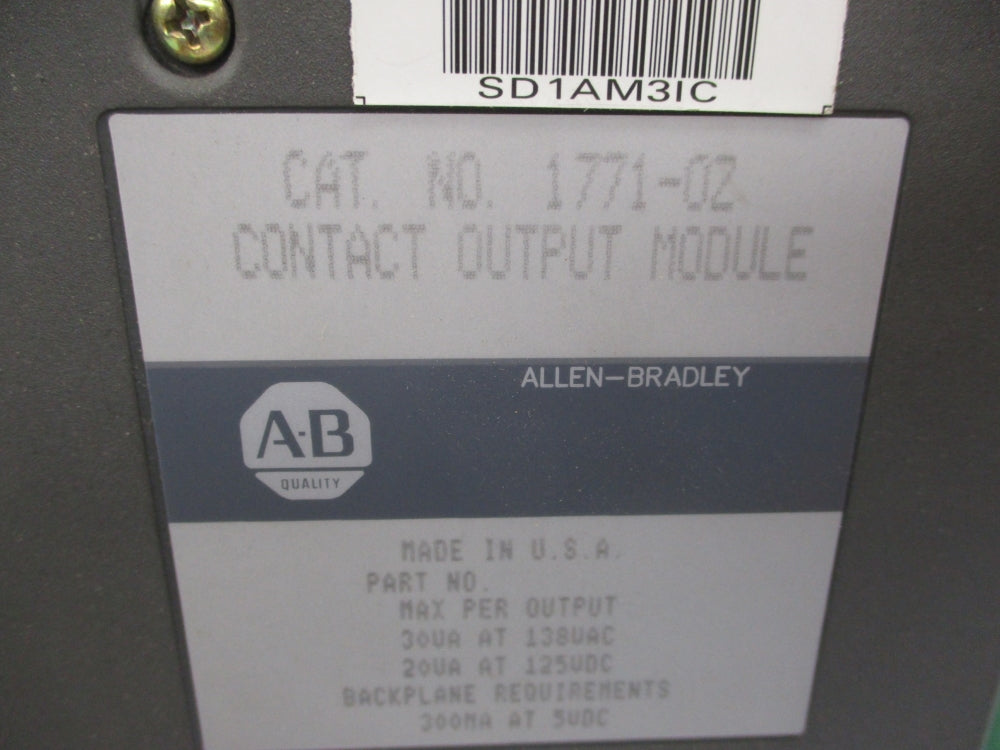 SD1AM3IC
CAT. NO. 1771-OZ
CONTACT OUTPUT MODULE
ALLEN-BRADLEY
A-B
QUALITY
MADE IN U.S.A.
PART NO.
MAX PER OUTPUT
30VA AT 138VAC
20VA AT 125VDC
BACKPLANE REQUIREMENTS
300MA AT 5VDC